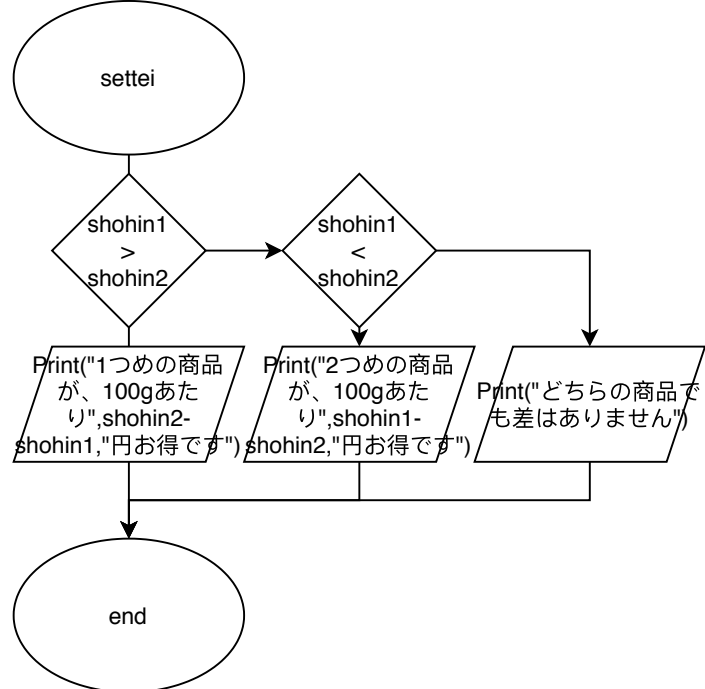 settei
shohin1
>
shohin2
shohin1
<
shohin2
Print("1つめの商品
が、100gあた
り",shohin2-
shohin1,"円お得です")
Print("2つめの商品
が、100gあた
り",shohin1-
shohin2,"円お得です")
Print("どちらの商品で
も差はありません")
end